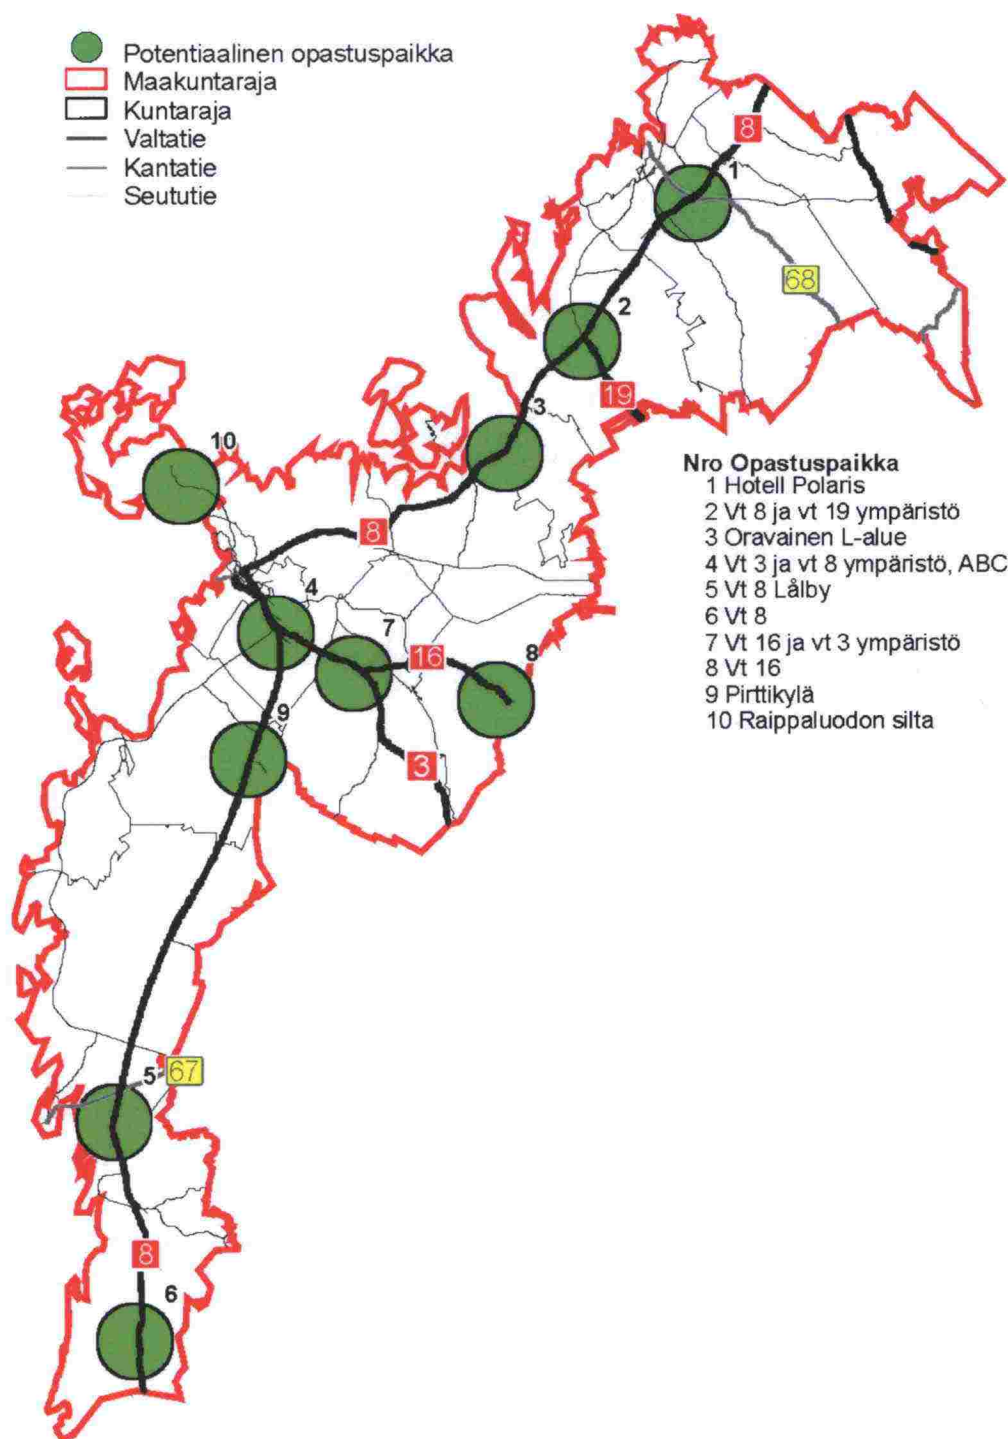 Potentiaalinen opastuspaikka
Maakuntaraja
Kuntaraja
Valtatie
Kantatie
Seututie
8
1
68
2
19
3
10
8
4
7
16
8
9
3
Nro Opastuspaikka
1 Hotell Polaris
2 Vt 8 ja vt 19 ympäristö
3 Oravainen L-alue
4 Vt 3 ja vt 8 ympäristö, ABC
5 Vt 8 Lålby
6 Vt 8
7 Vt 16 ja vt 3 ympäristö
8 Vt 16
9 Pirttikylä
10 Raippaluodon silta
5
67
8
6